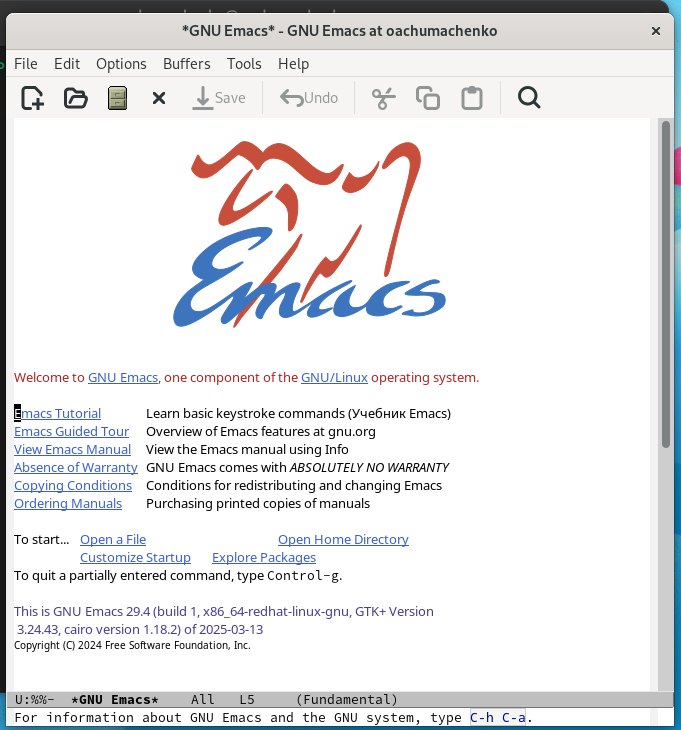 *GNU Emacs* - GNU Emacs at oachumachenko
File Edit Options Buffers Tools Help
Save Undo
Emacs
Welcome to GNU Emacs, one component of the GNU/Linux operating system.
Emacs Tutorial Learn basic keystroke commands (Учебник Emacs)
Emacs Guided Tour Overview of Emacs features at gnu.org
View Emacs Manual View the Emacs manual using Info
Absence of Warranty GNU Emacs comes with ABSOLUTELY NO WARRANTY
Copying Conditions Conditions for redistributing and changing Emacs
Ordering Manuals Purchasing printed copies of manuals
To start... Open a File Open Home Directory
Customize Startup Explore Packages
To quit a partially entered command, type Control-g.
This is GNU Emacs 29.4 (build 1, x86_64-redhat-linux-gnu, GTK+ Version
3.24.43, cairo version 1.18.2) of 2025-03-13
Copyright (C) 2024 Free Software Foundation, Inc.
U:%%- *GNU Emacs* All L5 (Fundamental)
For information about GNU Emacs and the GNU system, type C-h C-a.